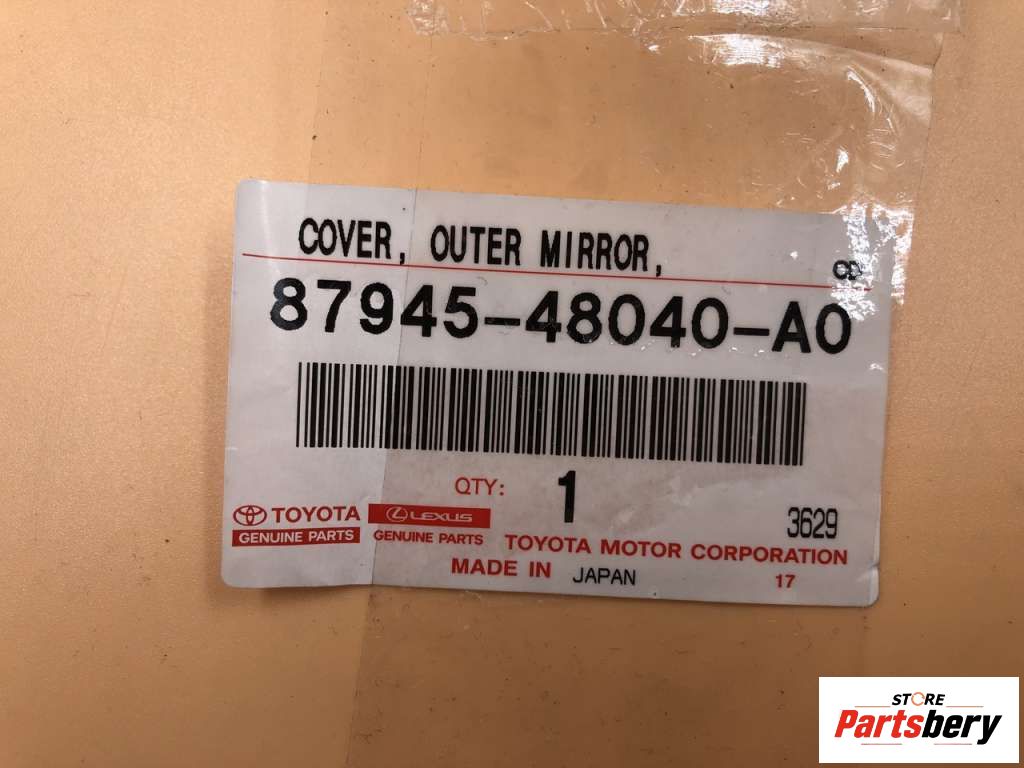 COVER, OUTER MIRROR,
87945-48040-A0
QTY: 1
TOYOTA
GENUINE PARTS
LEXUS
GENUINE PARTS
3629
TOYOTA MOTOR CORPORATION
MADE IN JAPAN
17
STORE
Partsbery